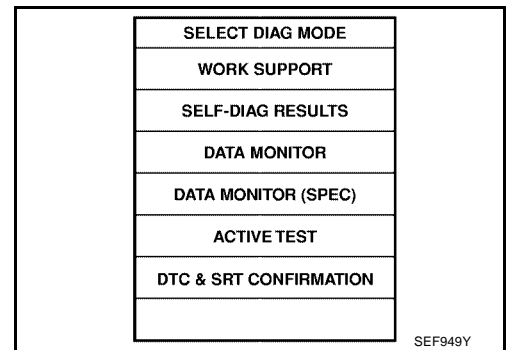 SELECT DIAG MODE
WORK SUPPORT
SELF-DIAG RESULTS
DATA MONITOR
DATA MONITOR (SPEC)
ACTIVE TEST
DTC & SRT CONFIRMATION
SEF949Y